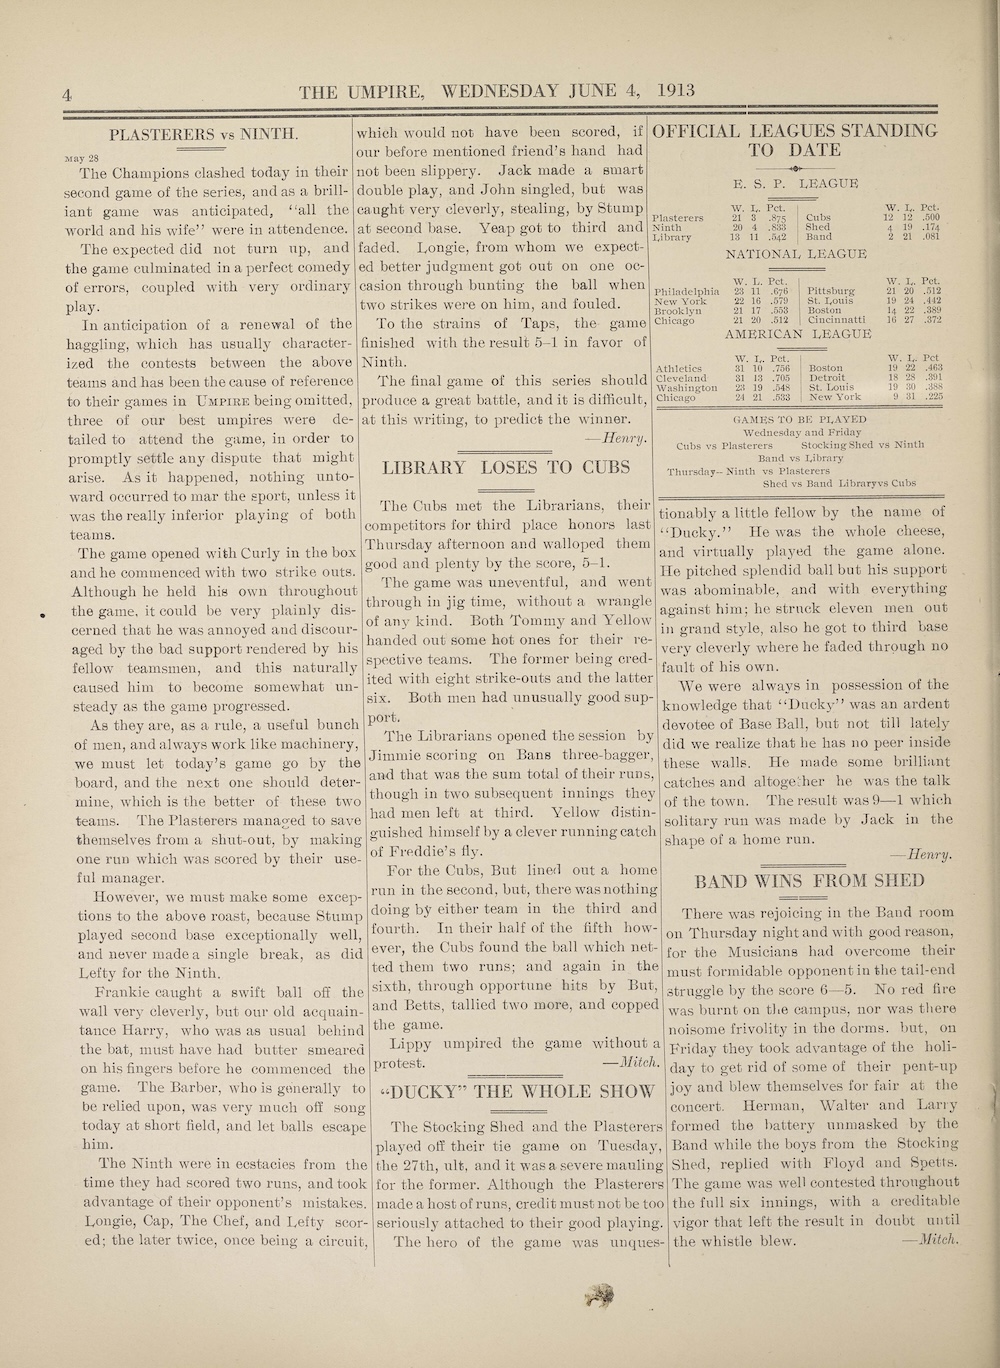 4
THE UMPIRE, WEDNESDAY JUNE 4, 1913
PLASTERERS vs NINTH.
May 28
The Champions clashed today in their
second game of the series, and as a brill-
iant game was anticipated, “all the
world and his wife” were in attendence.
The expected did not turn up, and
the game culminated in a perfect comedy
of errors, coupled with very ordinary
play.
In anticipation of a renewal of the
haggling, which has usually character-
ized the contests between the above
teams and has been the cause of reference
to their games in UMPIRE being omitted,
three of our best umpires were de-
tailed to attend the game, in order to
promptly settle any dispute that might
arise. As it happened, nothing unto-
ward occurred to mar the sport, unless it
was the really inferior playing of both
teams.
The game opened with Curly in the box
and he commenced with two strike outs.
Although he held his own throughout
the game, it could be very plainly dis-
cerned that he was annoyed and discour-
aged by the bad support rendered by his
fellow teamsmen, and this naturally
caused him to become somewhat un-
steady as the game progressed.
As they are, as a rule, a useful bunch
of men, and always work like machinery,
we must let today’s game go by the
board, and the next one should deter-
mine, which is the better of these two
teams. The Plasterers managed to save
themselves from a shut-out, by making
one run which was scored by their use-
ful manager.
However, we must make some excep-
tions to the above roast, because Stump
played second base exceptionally well,
and never made a single break, as did
Lefty for the Ninth.
Frankie caught a swift ball off the
wall very cleverly, but our old acquain-
tance Harry, who was as usual behind
the bat, must have had butter smeared
on his fingers before he commenced the
game. The Barber, who is generally to
be relied upon, was very much off song
today at short field, and let balls escape
him.
The Ninth were in ecstacies from the
time they had scored two runs, and took
advantage of their opponent’s mistakes.
Longie, Cap, The Chef, and Lefty scor-
ed; the later twice, once being a circuit,
which would not have been scored, if
our before mentioned friend’s hand had
not been slippery. Jack made a smart
double play, and John singled, but was
caught very cleverly, stealing, by Stump
at second base. Yeap got to third and
faded. Longie, from whom we expect-
ed better judgment got out on one oc-
casion through bunting the ball when
two strikes were on him, and fouled.
To the strains of Taps, the game
finished with the result 5–1 in favor of
Ninth.
The final game of this series should
produce a great battle, and it is difficult,
at this writing, to predict the winner.
—Henry.
LIBRARY LOSES TO CUBS
The Cubs met the Librarians, their
competitors for third place honors last
Thursday afternoon and walloped them
good and plenty by the score, 5–1.
The game was uneventful, and went
through in jig time, without a wrangle
of any kind. Both Tommy and Yellow
handed out some hot ones for their re-
spective teams. The former being cred-
ited with eight strike-outs and the latter
six. Both men had unusually good sup-
port.
The Librarians opened the session by
Jimmie scoring on Bans three-bagger,
and that was the sum total of their runs,
though in two subsequent innings they
had men left at third. Yellow distin-
guished himself by a clever running catch
of Freddie’s fly.
For the Cubs, But lined out a home
run in the second, but, there was nothing
doing by either team in the third and
fourth. In their half of the fifth how-
ever, the Cubs found the ball which net-
ted them two runs; and again in the
sixth, through opportune hits by But,
and Betts, tallied two more, and copped
the game.
Lippy umpired the game without a
protest. —Mitch.
“DUCKY” THE WHOLE SHOW
The Stocking Shed and the Plasterers
played off their tie game on Tuesday,
the 27th, ult, and it was a severe mauling
for the former. Although the Plasterers
made a host of runs, credit must not be too
seriously attached to their good playing.
The hero of the game was unques-
OFFICIAL LEAGUES STANDING
TO DATE
E. S. P. LEAGUE
W. L. Pct. W. L. Pct.
Plasterers 21 3 .875 Cubs 12 12 .500
Ninth 20 4 .833 Shed 4 19 .174
Library 13 11 .542 Band 2 21 .081
NATIONAL LEAGUE
W. L. Pct. W. L. Pct.
Philadelphia 23 11 .676 Pittsburg 21 20 .512
New York 22 16 .579 St. Louis 19 24 .442
Brooklyn 21 17 .553 Boston 14 22 .389
Chicago 21 20 .512 Cincinnatti 16 27 .372
AMERICAN LEAGUE
W. L. Pct. W. L. Pct
Athletics 31 10 .756 Boston 19 22 .463
Cleveland 31 13 .705 Detroit 18 28 .391
Washington 23 19 .548 St. Louis 19 30 .388
Chicago 24 21 .533 New York 9 31 .225
GAMES TO BE PLAYED
Wednesday and Friday
Cubs vs Plasterers Stocking Shed vs Ninth
Band vs Library
Thursday-- Ninth vs Plasterers
Shed vs Band Library vs Cubs
tionably a little fellow by the name of
“Ducky.” He was the whole cheese,
and virtually played the game alone.
He pitched splendid ball but his support
was abominable, and with everything
against him; he struck eleven men out
in grand style, also he got to third base
very cleverly where he faded through no
fault of his own.
We were always in possession of the
knowledge that “Ducky” was an ardent
devotee of Base Ball, but not till lately
did we realize that he has no peer inside
these walls. He made some brilliant
catches and altogether he was the talk
of the town. The result was 9—1 which
solitary run was made by Jack in the
shape of a home run.
—Henry.
BAND WINS FROM SHED
There was rejoicing in the Band room
on Thursday night and with good reason,
for the Musicians had overcome their
must formidable opponent in the tail-end
struggle by the score 6—5. No red fire
was burnt on the campus, nor was there
noisome frivolity in the dorms. but, on
Friday they took advantage of the holi-
day to get rid of some of their pent-up
joy and blew themselves for fair at the
concert. Herman, Walter and Larry
formed the battery unmasked by the
Band while the boys from the Stocking
Shed, replied with Floyd and Spetts.
The game was well contested throughout
the full six innings, with a creditable
vigor that left the result in doubt until
the whistle blew. —Mitch.